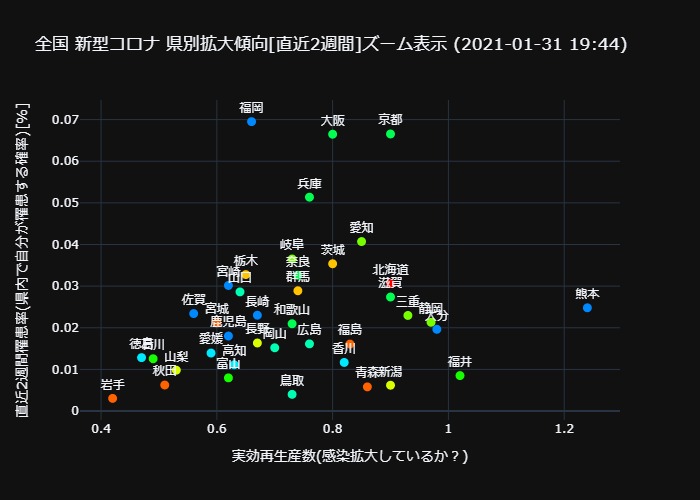 全国 新型コロナ 県別拡大傾向[直近2週間]ズーム表示 (2021-01-31 19:44)
直近2週間罹患率(県内で自分が罹患する確率)[%]
0.07
0.06
0.05
0.04
0.03
0.02
0.01
0
福岡
大阪
京都
兵庫
愛知
岐阜
茨城
栃木
奈良
宮崎
北海道
山口
群馬
滋賀
熊本
佐賀
長崎
三重
宮城
和歌山
静岡
大分
鹿児島
長野
広島
福島
愛媛
岡山
徳島
石川
高知
香川
山梨
富山
福井
秋田
青森
新潟
鳥取
岩手
0.4
0.6
0.8
1
1.2
実効再生産数(感染拡大しているか？)